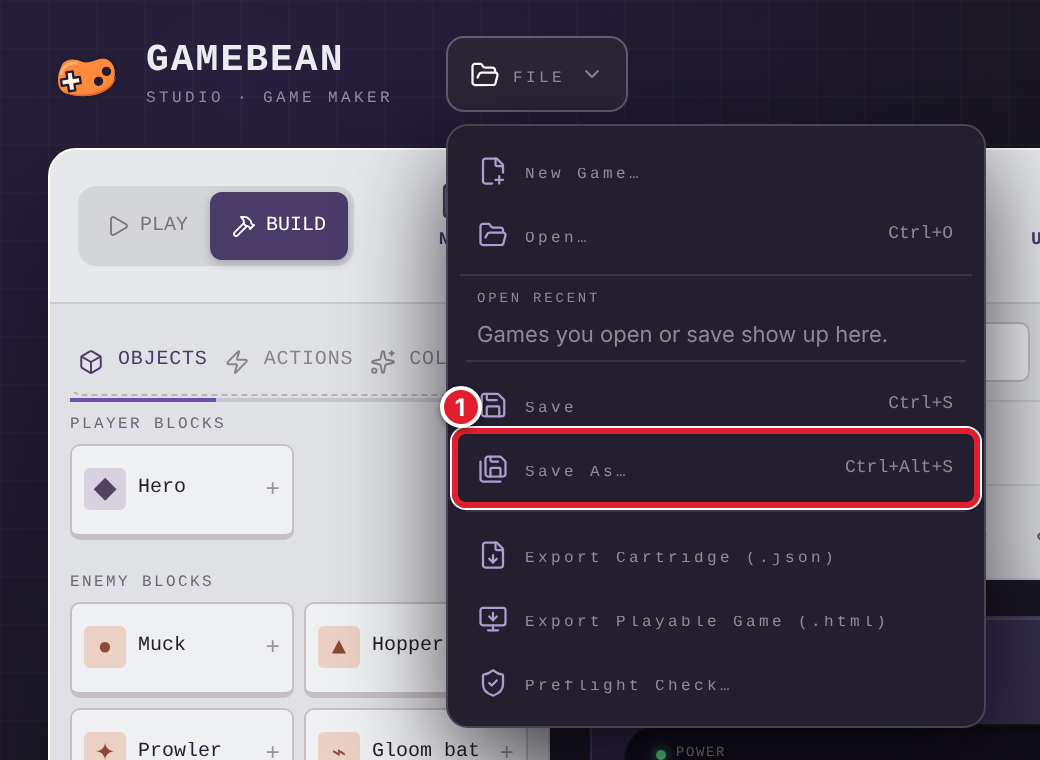 GAMEBEAN
STUDIO · GAME MAKER
FILE
New Game…
Open… Ctrl+O
OPEN RECENT
Games you open or save show up here.
Save Ctrl+S
1
Save As… Ctrl+Alt+S
Export Cartridge (.json)
Export Playable Game (.html)
Preflight Check…
PLAY BUILD
OBJECTS ACTIONS COL
PLAYER BLOCKS
Hero +
ENEMY BLOCKS
Muck + Hopper
Prowler + Gloom bat +
POWER